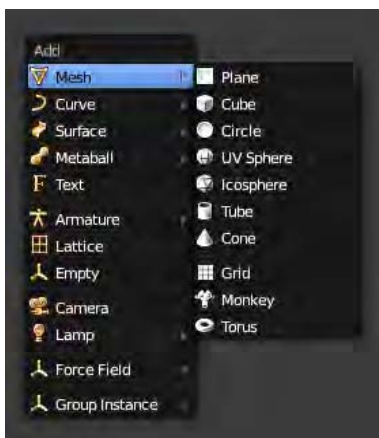 Add
Mesh
Curve
Surface
Metaball
Text
Armature
Lattice
Empty
Camera
Lamp
Force Field
Group Instance
Plane
Cube
Circle
UV Sphere
Icosphere
Tube
Cone
Grid
Monkey
Torus